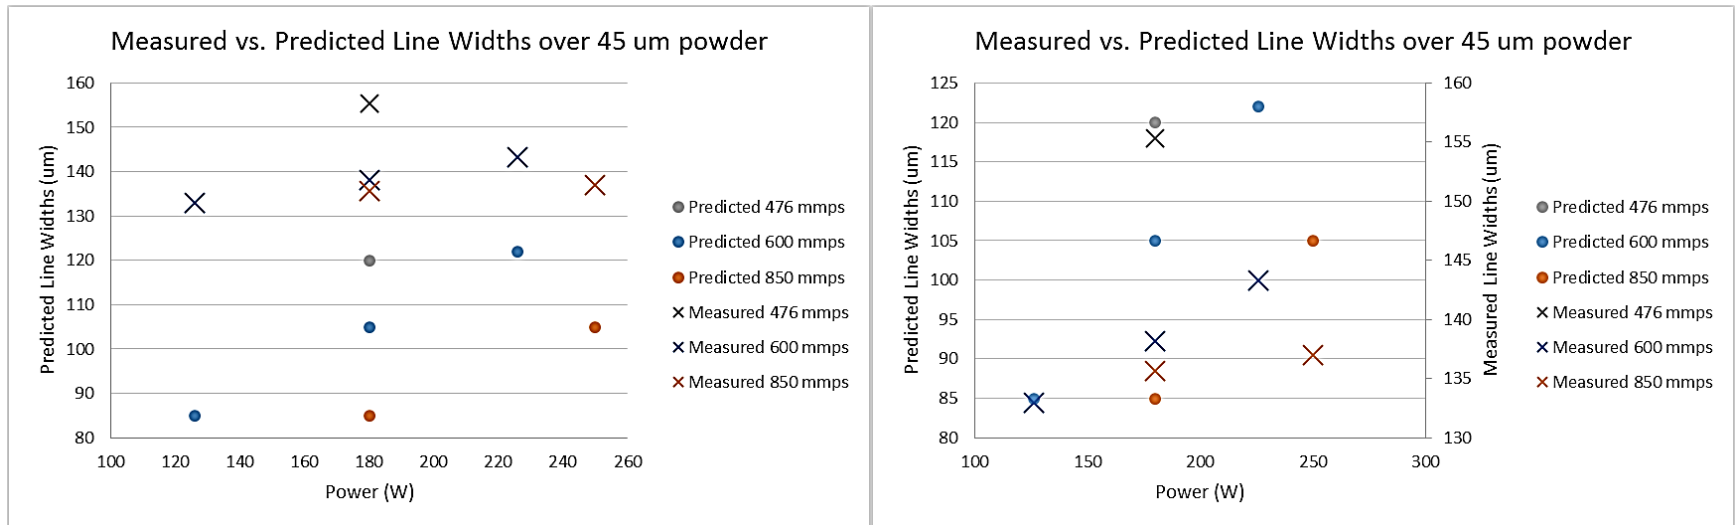 Measured vs. Predicted Line Widths over 45 um powder
Predicted Line Widths (um)
160
150
140
130
120
110
100
90
80
100 120 140 160 180 200 220 240 260
Power (W)
Predicted 476 mmps
Predicted 600 mmps
Predicted 850 mmps
Measured 476 mmps
Measured 600 mmps
Measured 850 mmps
Measured vs. Predicted Line Widths over 45 um powder
Predicted Line Widths (um)
125
120
115
110
105
100
95
90
85
80
100 150 200 250 300
Power (W)
160
155
150
145
140
135
130
Measured Line Widths (um)
Predicted 476 mmps
Predicted 600 mmps
Predicted 850 mmps
Measured 476 mmps
Measured 600 mmps
Measured 850 mmps